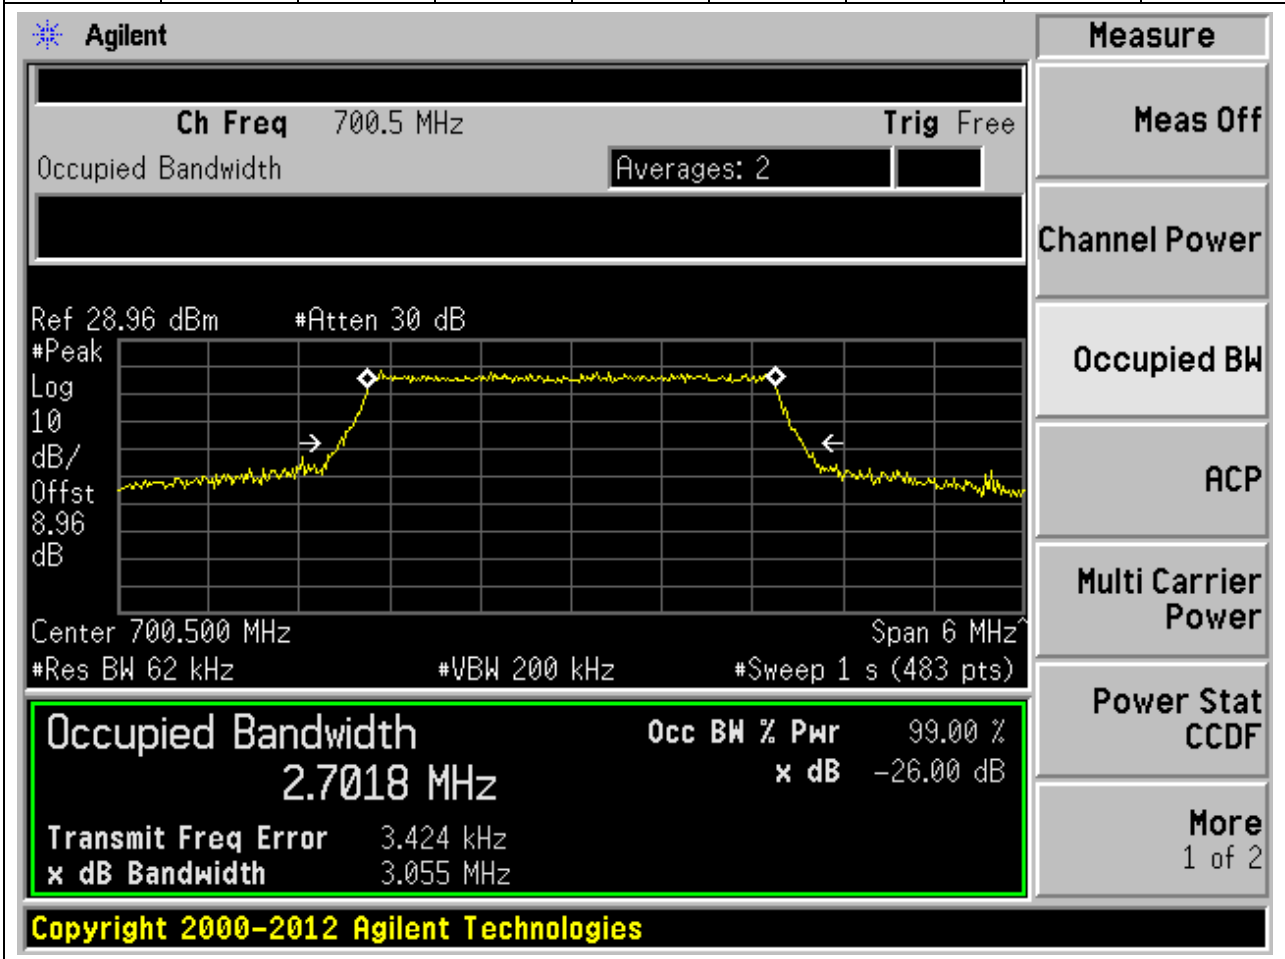 Agilent
Measure
Ch Freq 700.5 MHz Trig Free
Occupied Bandwidth Averages: 2
Meas Off
Channel Power
Occupied BW
ACP
Multi Carrier
Power
Power Stat
CCDF
More
1 of 2
Ref 28.96 dBm #Atten 30 dB
#Peak
Log
10
dB/
Offst
8.96
dB
Center 700.500 MHz Span 6 MHz^
#Res BW 62 kHz #VBW 200 kHz #Sweep 1 s (483 pts)
Occupied Bandwidth Occ BW % Pwr 99.00 %
2.7018 MHz x dB -26.00 dB
Transmit Freq Error 3.424 kHz
x dB Bandwidth 3.055 MHz
Copyright 2000-2012 Agilent Technologies